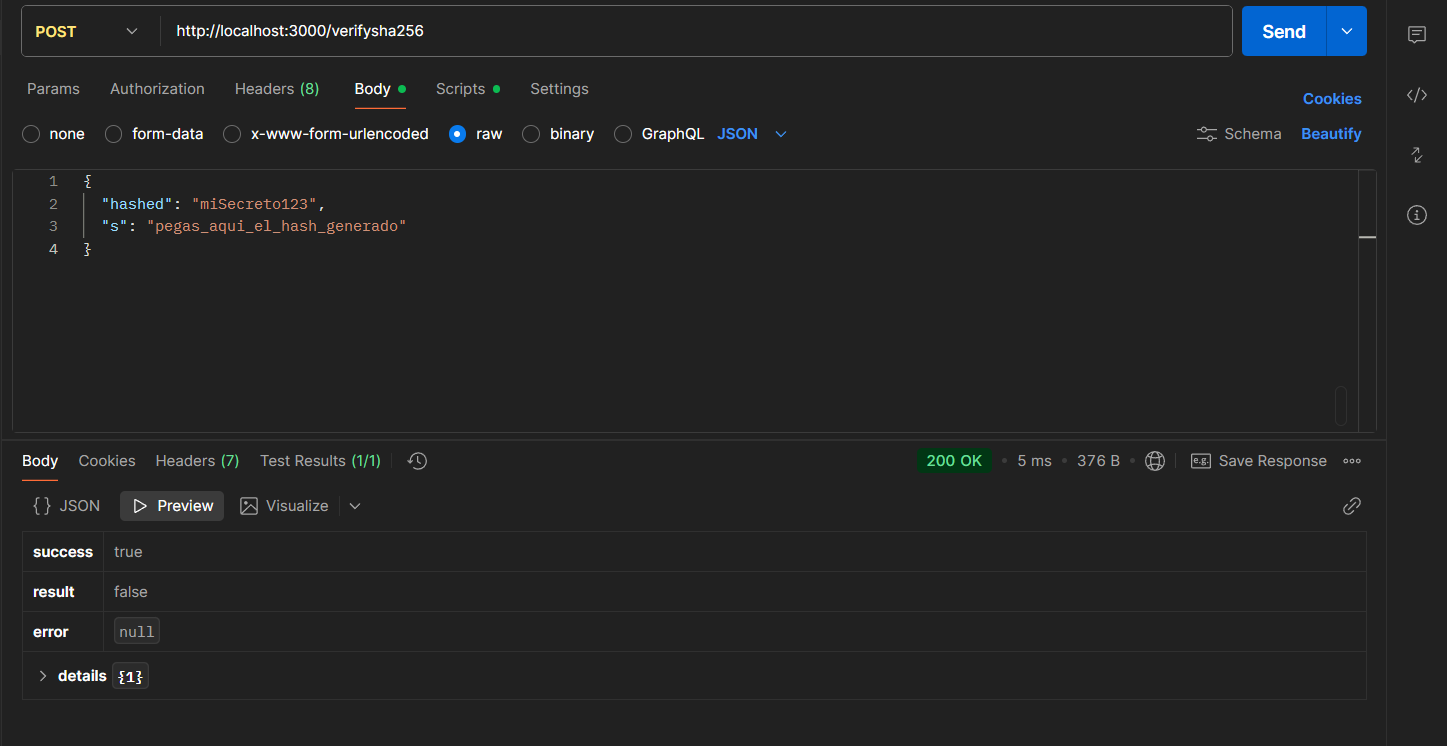 POST http://localhost:3000/verifysha256 Send
Params Authorization Headers (8) Body Scripts Settings Cookies
none form-data x-www-form-urlencoded raw binary GraphQL JSON Schema Beautify
1 {
2 "hashed": "miSecreto123",
3 "s": "pegas_aqui_el_hash_generado"
4 }
Body Cookies Headers (7) Test Results (1/1) 200 OK • 5 ms • 376 B • e.g. Save Response
{} JSON Preview Visualize
success true
result false
error null
details {1}